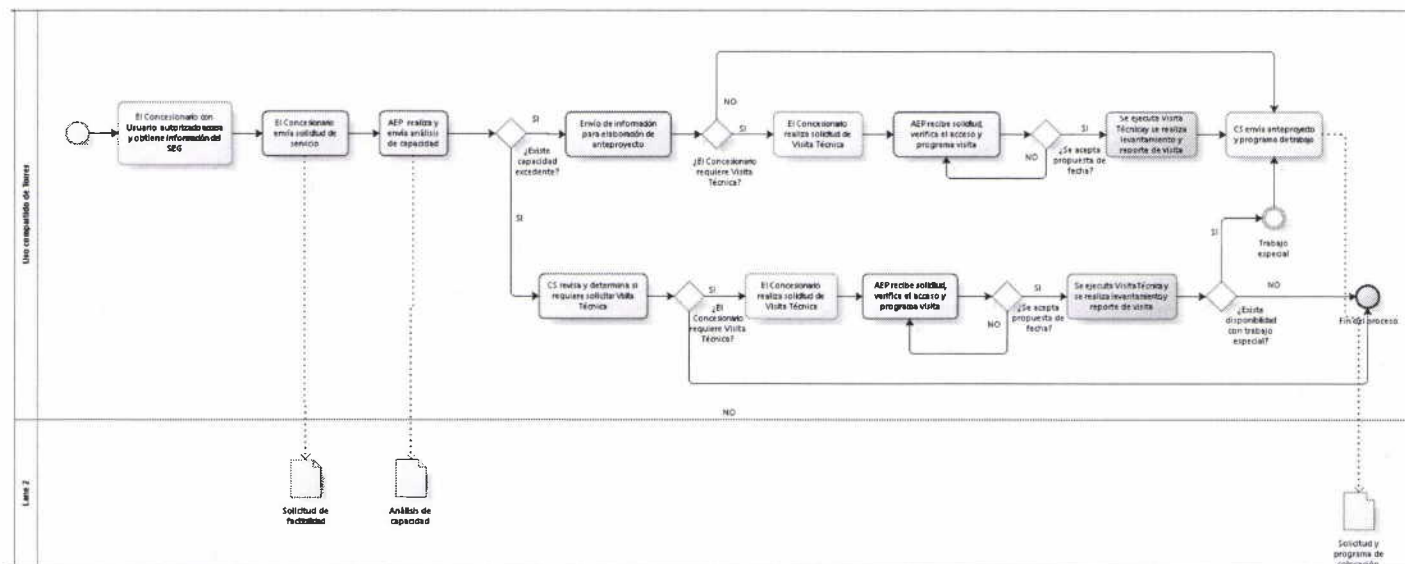 Uso compartido de Torres
El Concesionario con
Usuario autorizado accesa
y obtiene información del
SEG
El Concesionario
envía solicitud de
servicio
AEP realiza y
envía análisis
de capacidad
SI
¿Existe
capacidad
excedente?
SI
Envío de información
para elaboración de
anteproyecto
NO
SI
¿El Concesionario
requiere Visita
Técnica?
El Concesionario
realiza solicitud de
Visita Técnica
AEP recibe solicitud,
verifica el acceso y
programa visita
SI
NO
¿Se acepta
propuesta de
fecha?
Se ejecuta Visita
Técnica y se realiza
levantamiento y
reporte de visita
CS envía anteproyecto
y programa de trabajo
CS revisa y determina si
requiere solicitar Visita
Técnica
SI
¿El
Concesionario
requiere Visita
Técnica?
El Concesionario
realiza solicitud de
Visita Técnica
AEP recibe solicitud,
verifica el acceso y
programa visita
SI
NO
¿Se acepta
propuesta de
fecha?
Se ejecuta Visita Técnica y
se realiza levantamiento y
reporte de visita
SI
Trabajo
especial
NO
¿Existe
disponibilidad
con trabajo
especial?
Fin del proceso
NO
Lane 2
Solicitud de
factibilidad
Análisis de
capacidad
Solicitud y
programa de